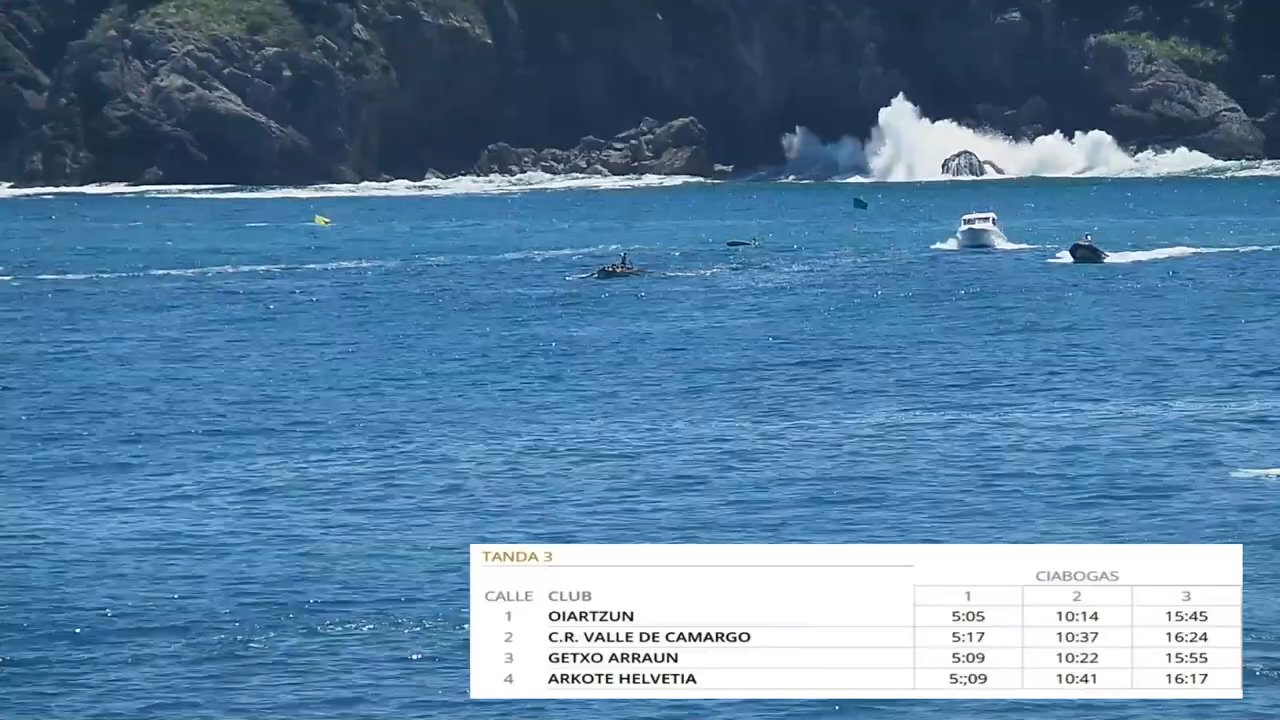 TANDA 3
CIABOGAS
CALLE CLUB 1 2 3
1 OIARTZUN 5:05 10:14 15:45
2 C.R. VALLE DE CAMARGO 5:17 10:37 16:24
3 GETXO ARRAUN 5:09 10:22 15:55
4 ARKOTE HELVETIA 5:;09 10:41 16:17